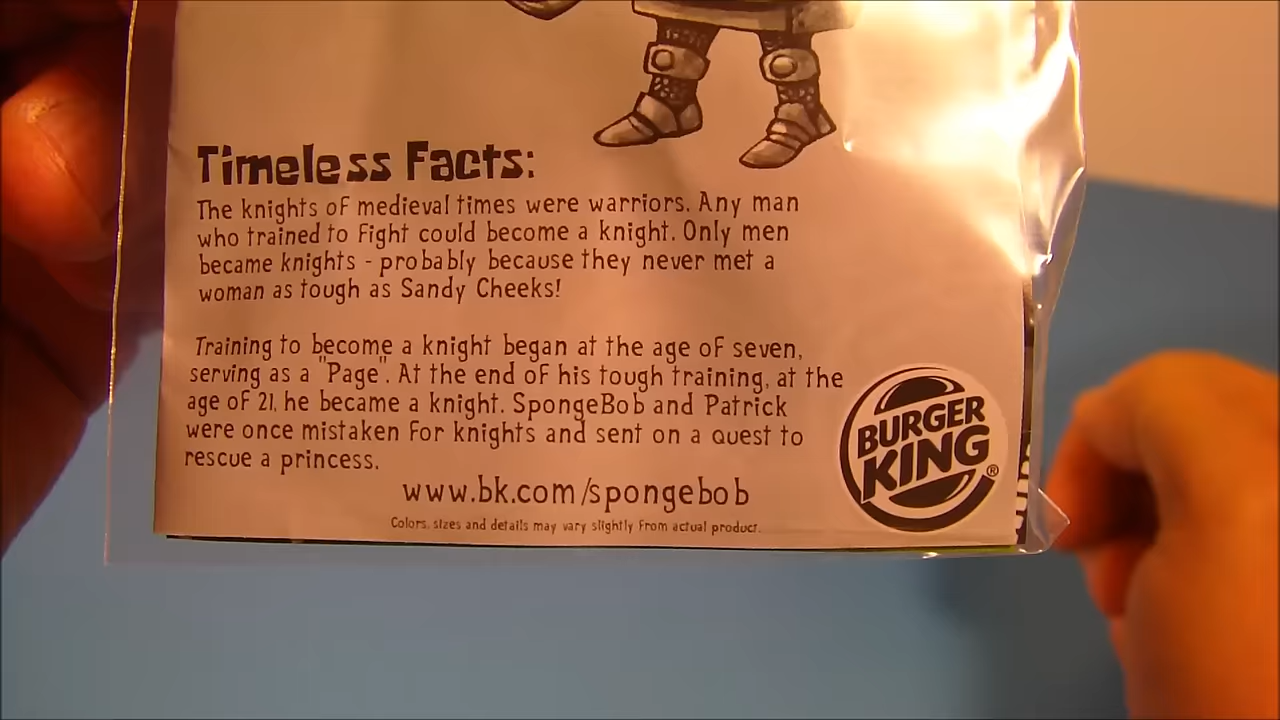 Timeless Facts:
The knights of medieval times were warriors. Any man
who trained to Fight could become a knight. Only men
became knights - probably because they never met a
woman as tough as Sandy Cheeks!
Training to become a knight began at the age of seven,
serving as a "Page". At the end of his tough training, at the
age of 21, he became a knight. SpongeBob and Patrick
were once mistaken for knights and sent on a quest to
rescue a princess.
www.bk.com/spongebob
Colors, sizes and details may vary slightly from actual product.
BURGER
KING®